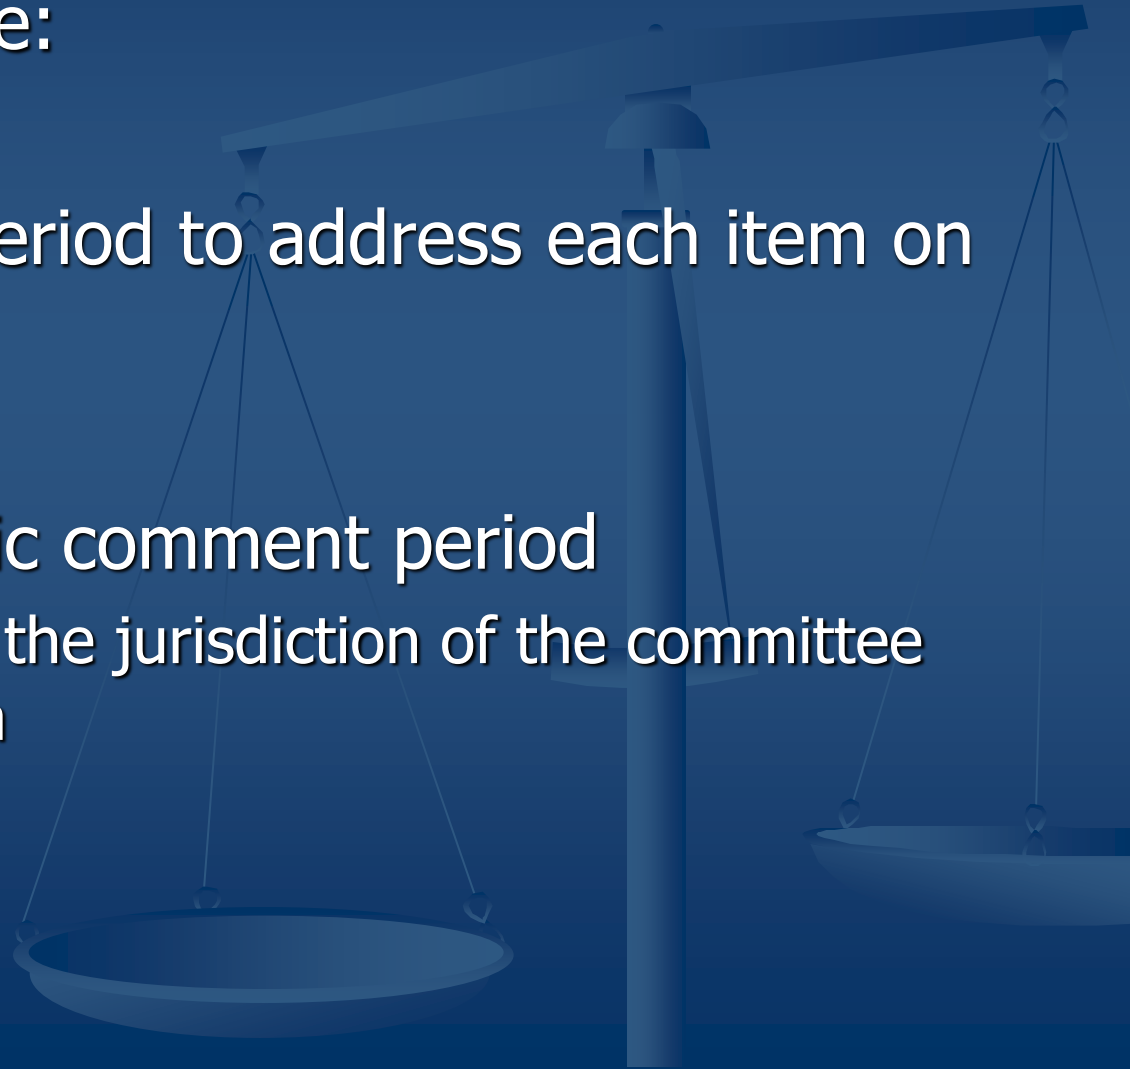 e:
eriod to address each item on
ic comment period
the jurisdiction of the committee